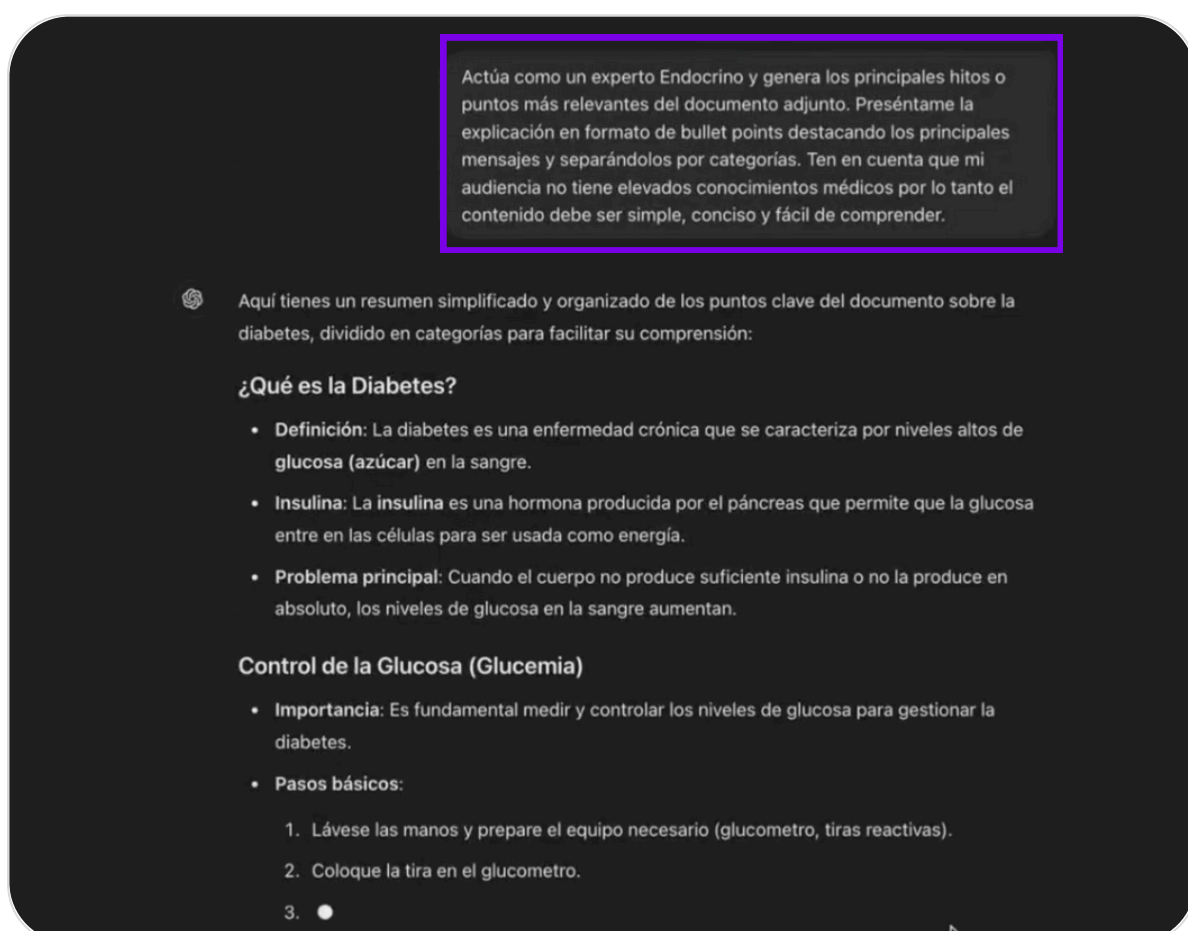 Actúa como un experto Endocrino y genera los principales hitos o
puntos más relevantes del documento adjunto. Preséntame la
explicación en formato de bullet points destacando los principales
mensajes y separándolos por categorías. Ten en cuenta que mi
audiencia no tiene elevados conocimientos médicos por lo tanto el
contenido debe ser simple, conciso y fácil de comprender.
Aquí tienes un resumen simplificado y organizado de los puntos clave del documento sobre la
diabetes, dividido en categorías para facilitar su comprensión:
¿Qué es la Diabetes?
• Definición: La diabetes es una enfermedad crónica que se caracteriza por niveles altos de
glucosa (azúcar) en la sangre.
• Insulina: La insulina es una hormona producida por el páncreas que permite que la glucosa
entre en las células para ser usada como energía.
• Problema principal: Cuando el cuerpo no produce suficiente insulina o no la produce en
absoluto, los niveles de glucosa en la sangre aumentan.
Control de la Glucosa (Glucemia)
• Importancia: Es fundamental medir y controlar los niveles de glucosa para gestionar la
diabetes.
• Pasos básicos:
1. Lávese las manos y prepare el equipo necesario (glucometro, tiras reactivas).
2. Coloque la tira en el glucometro.
3.